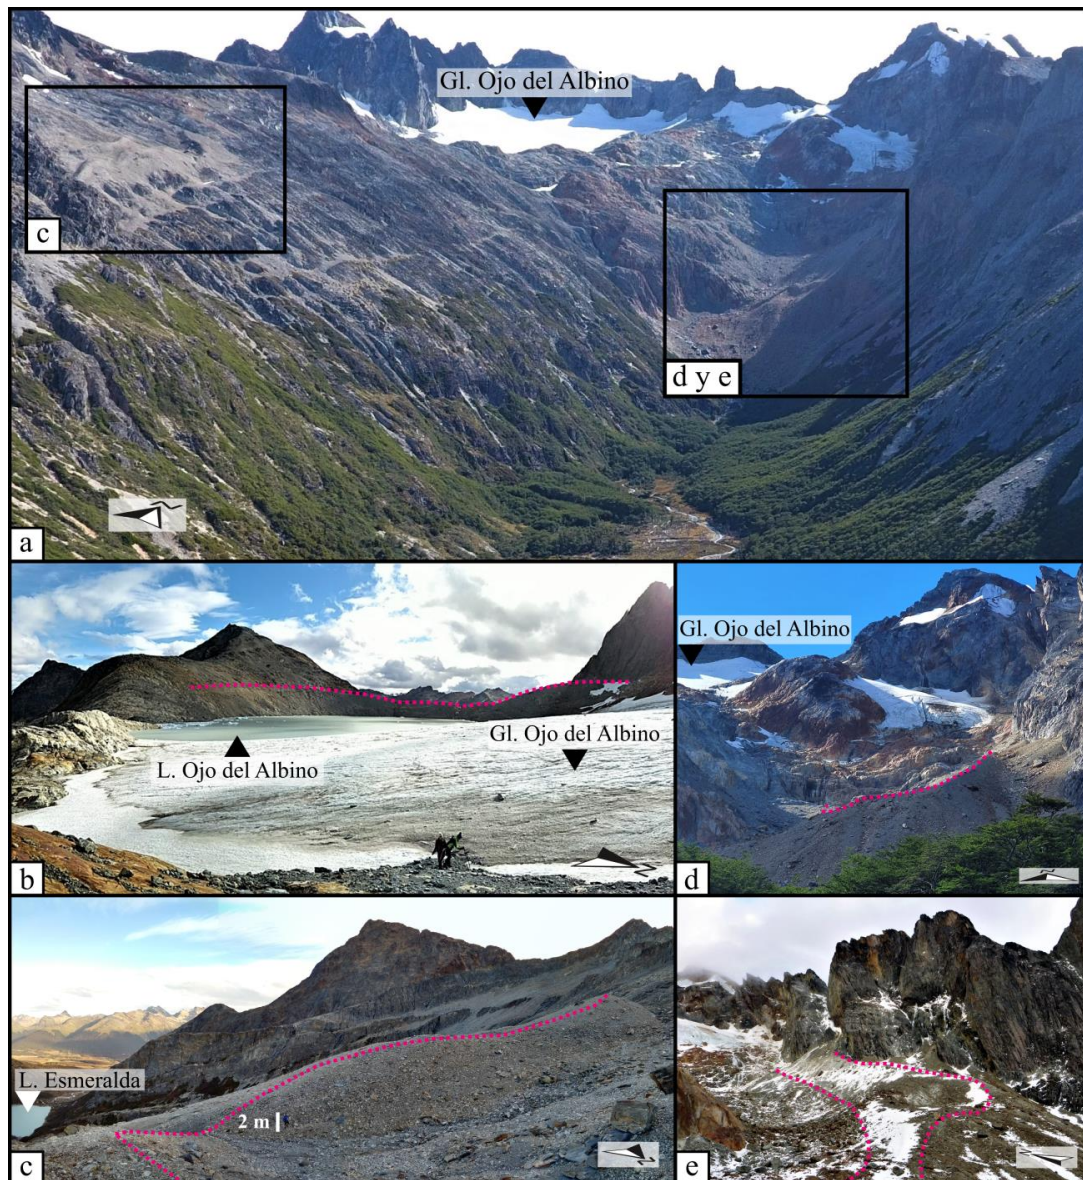 Gl. Ojo del Albino
c
d y e
a
Gl. Ojo del Albino
L. Ojo del Albino
b
Gl. Ojo del Albino
d
L. Esmeralda
2 m
c
e